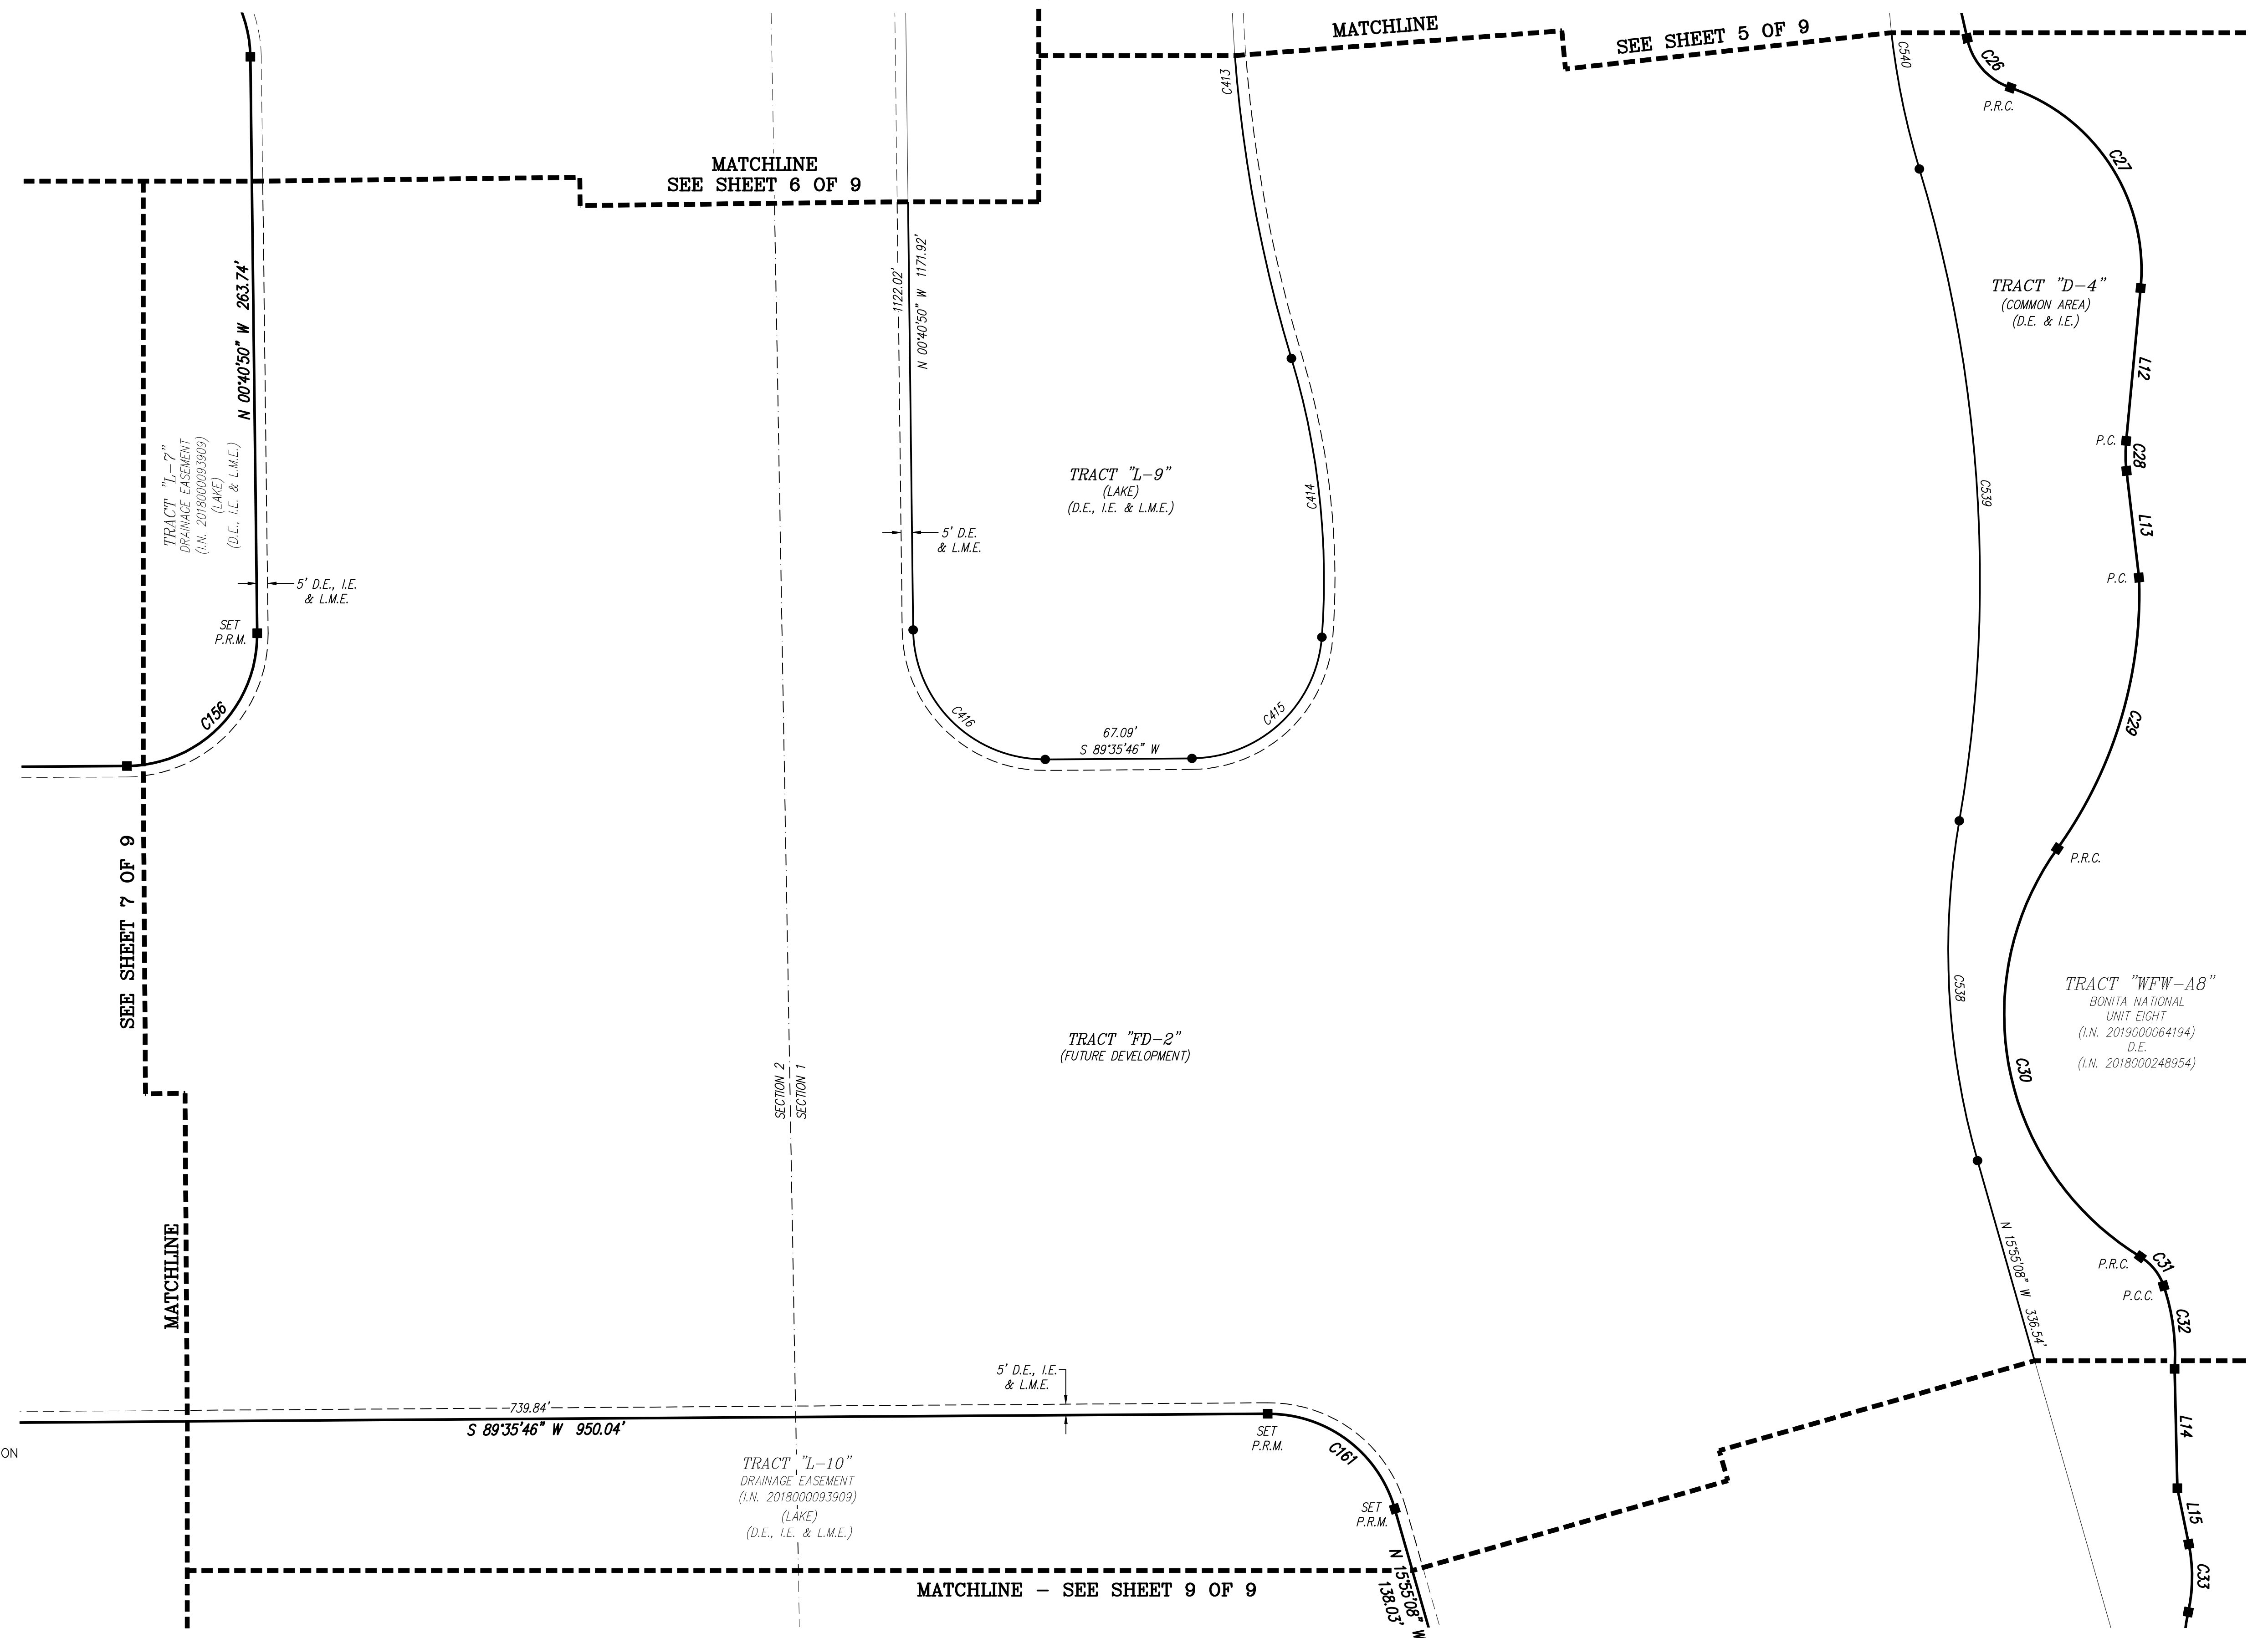 MATCHLINE
SEE SHEET 5 OF 9
C540
C26
P.R.C.
C413
C27
MATCHLINE
SEE SHEET 6 OF 9
N 00°40'50" W 263.74'
1122.02'
N 00°40'50" W 1171.92'
TRACT "D-4"
(COMMON AREA)
(D.E. & I.E.)
L12
P.C.
C28
TRACT "L-7"
DRAINAGE EASEMENT
(I.N. 2018000093909)
(LAKE)
(D.E., I.E. & L.M.E.)
TRACT "L-9"
(LAKE)
(D.E., I.E. & L.M.E.)
C414
C539
L13
5' D.E.
& L.M.E.
P.C.
5' D.E., I.E.
& L.M.E.
SET
P.R.M.
C156
C416
67.09'
S 89°35'46" W
C415
C29
P.R.C.
SEE SHEET 7 OF 9
C538
TRACT "WFW-A8"
BONITA NATIONAL
UNIT EIGHT
(I.N. 2019000064194)
D.E.
(I.N. 2018000248954)
TRACT "FD-2"
(FUTURE DEVELOPMENT)
SECTION 2
SECTION 1
C30
MATCHLINE
N 15°55'08" W 336.54'
P.R.C.
C31
P.C.C.
C32
5' D.E., I.E.
& L.M.E.
739.84'
S 89°35'46" W 950.04'
SET
P.R.M.
C161
L14
ON
TRACT "L-10"
DRAINAGE EASEMENT
(I.N. 2018000093909)
(LAKE)
(D.E., I.E. & L.M.E.)
SET
P.R.M.
L15
N 15°55'08" W
138.03'
C33
MATCHLINE - SEE SHEET 9 OF 9